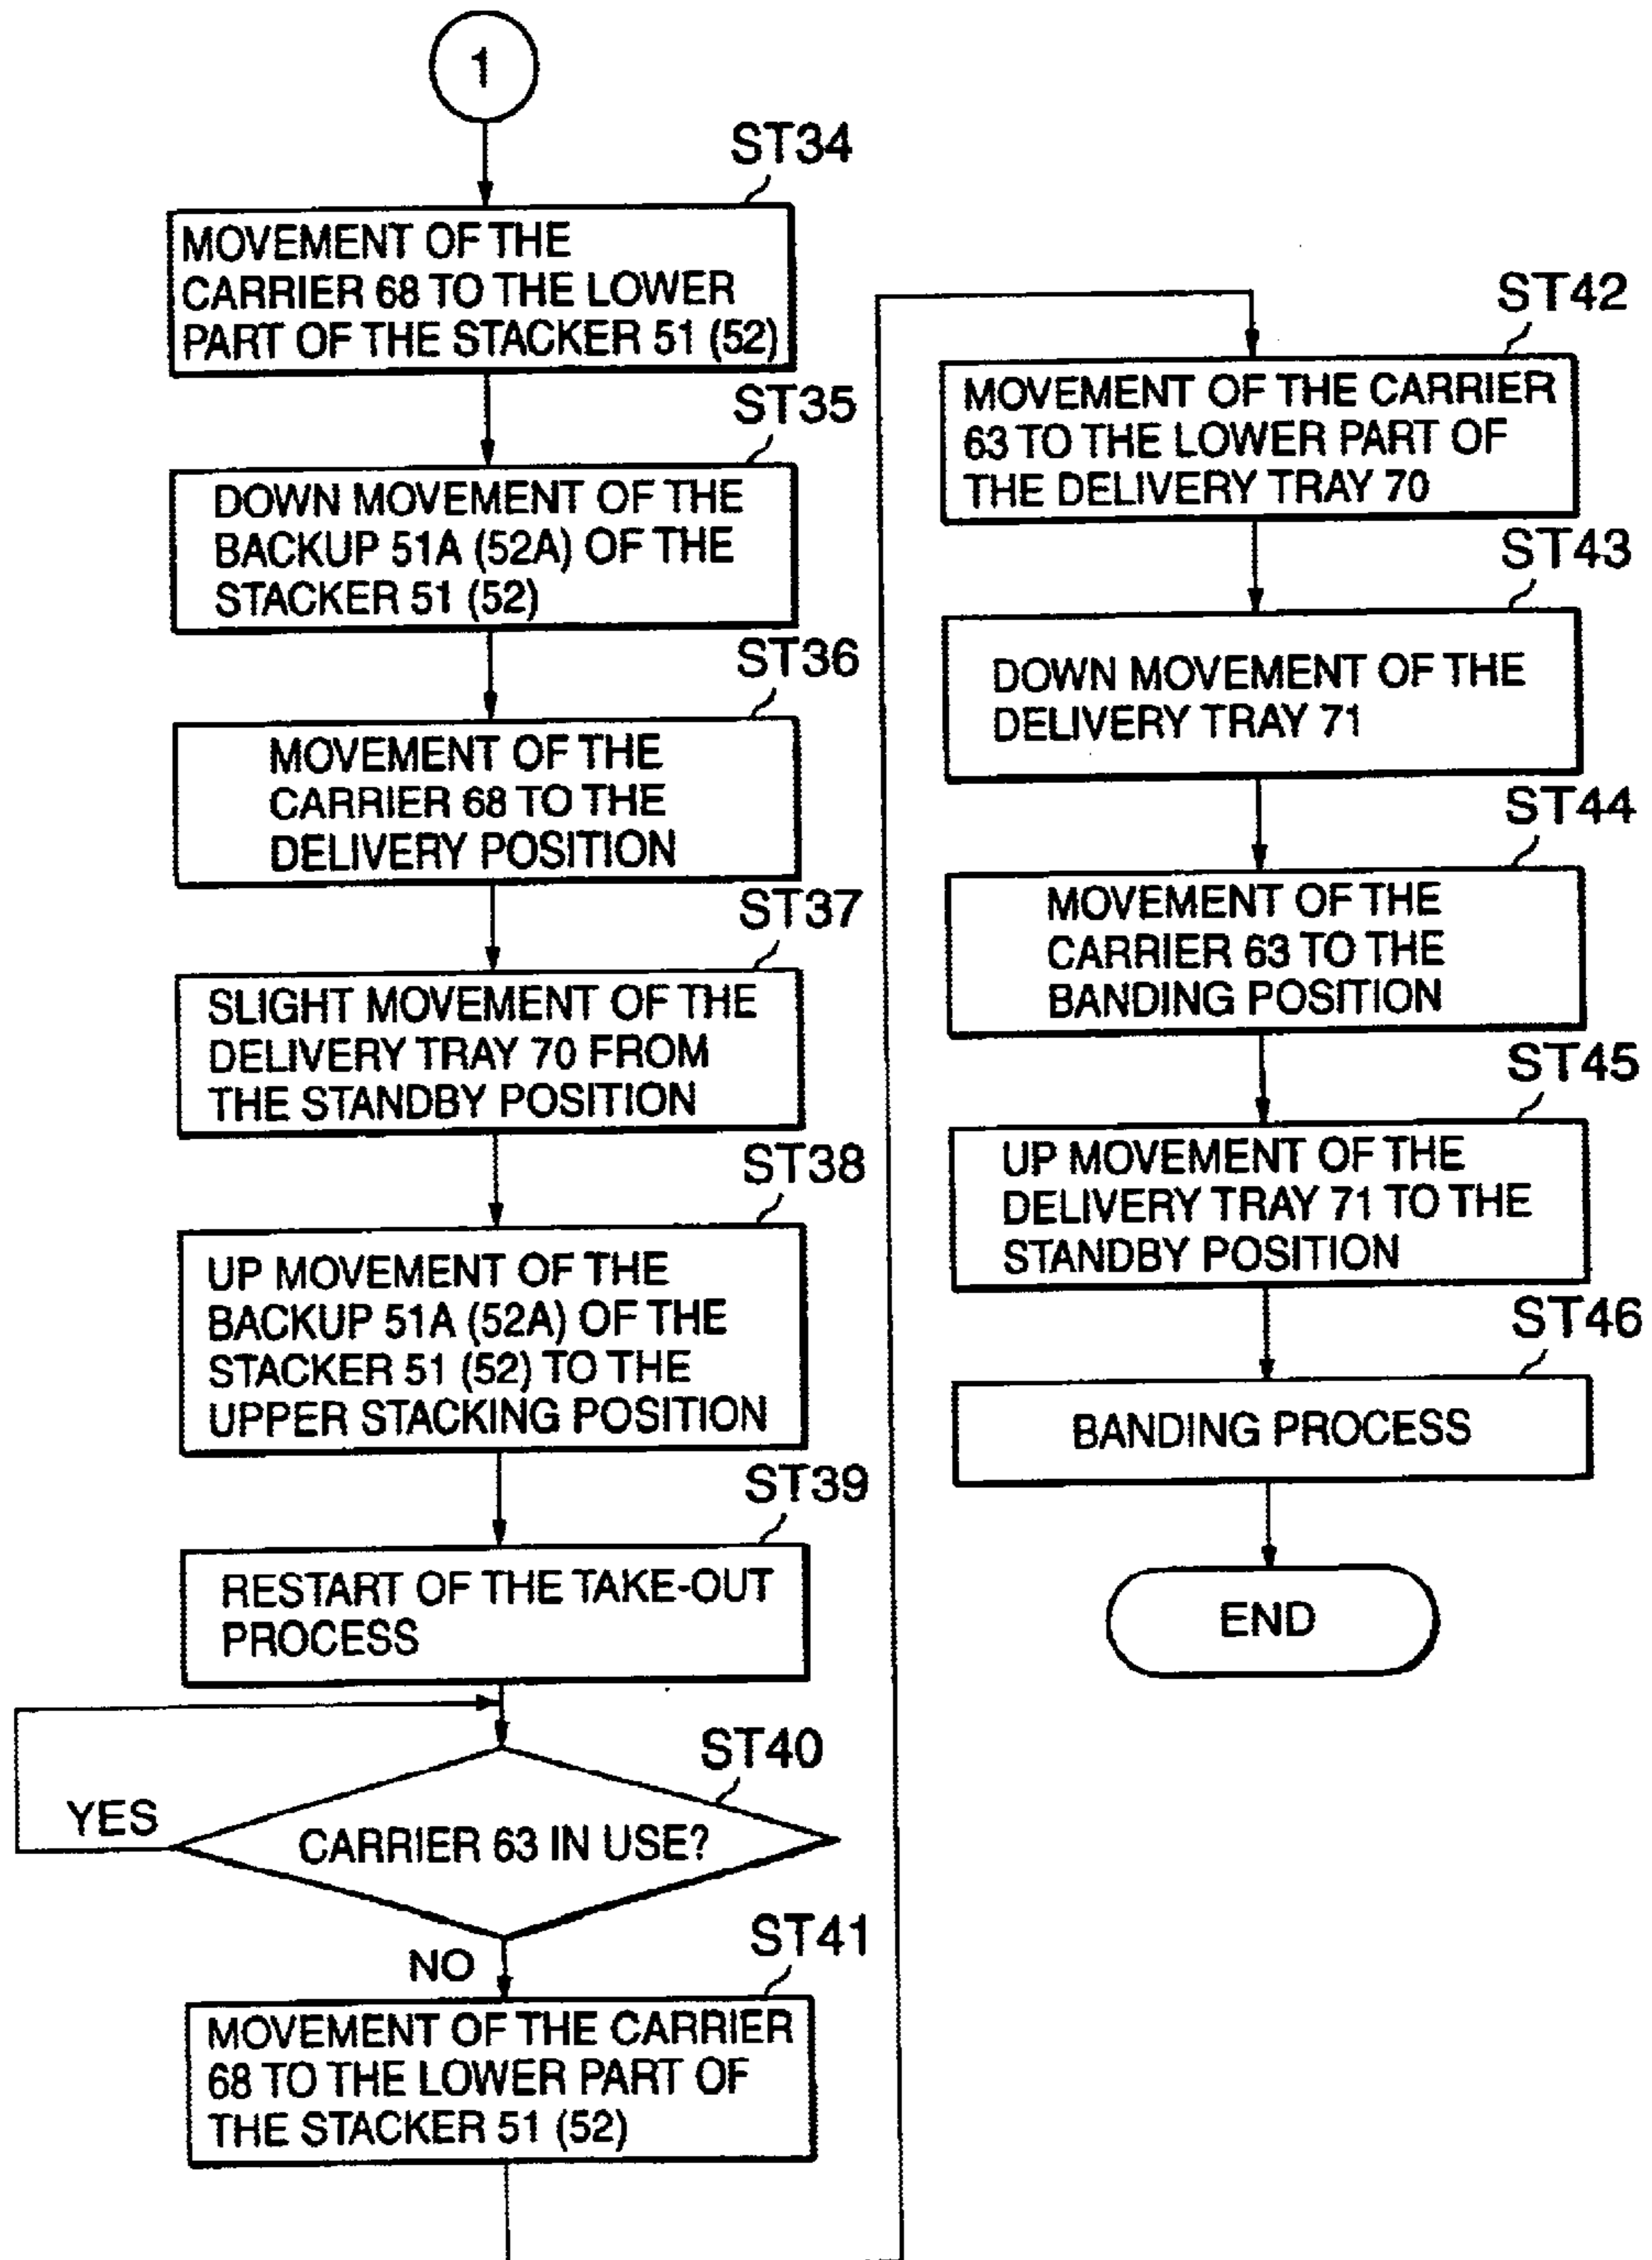 1
ST34
MOVEMENT OF THE
CARRIER 68 TO THE LOWER
PART OF THE STACKER 51 (52)
ST35
DOWN MOVEMENT OF THE
BACKUP 51A (52A) OF THE
STACKER 51 (52)
ST36
MOVEMENT OF THE
CARRIER 68 TO THE
DELIVERY POSITION
ST37
SLIGHT MOVEMENT OF THE
DELIVERY TRAY 70 FROM
THE STANDBY POSITION
ST38
UP MOVEMENT OF THE
BACKUP 51A (52A) OF THE
STACKER 51 (52) TO THE
UPPER STACKING POSITION
ST39
RESTART OF THE TAKE-OUT
PROCESS
ST40
YES
CARRIER 63 IN USE?
NO
ST41
MOVEMENT OF THE CARRIER
68 TO THE LOWER PART OF
THE STACKER 51 (52)
ST42
MOVEMENT OF THE CARRIER
63 TO THE LOWER PART OF
THE DELIVERY TRAY 70
ST43
DOWN MOVEMENT OF THE
DELIVERY TRAY 71
ST44
MOVEMENT OF THE
CARRIER 63 TO THE
BANDING POSITION
ST45
UP MOVEMENT OF THE
DELIVERY TRAY 71 TO THE
STANDBY POSITION
ST46
BANDING PROCESS
END